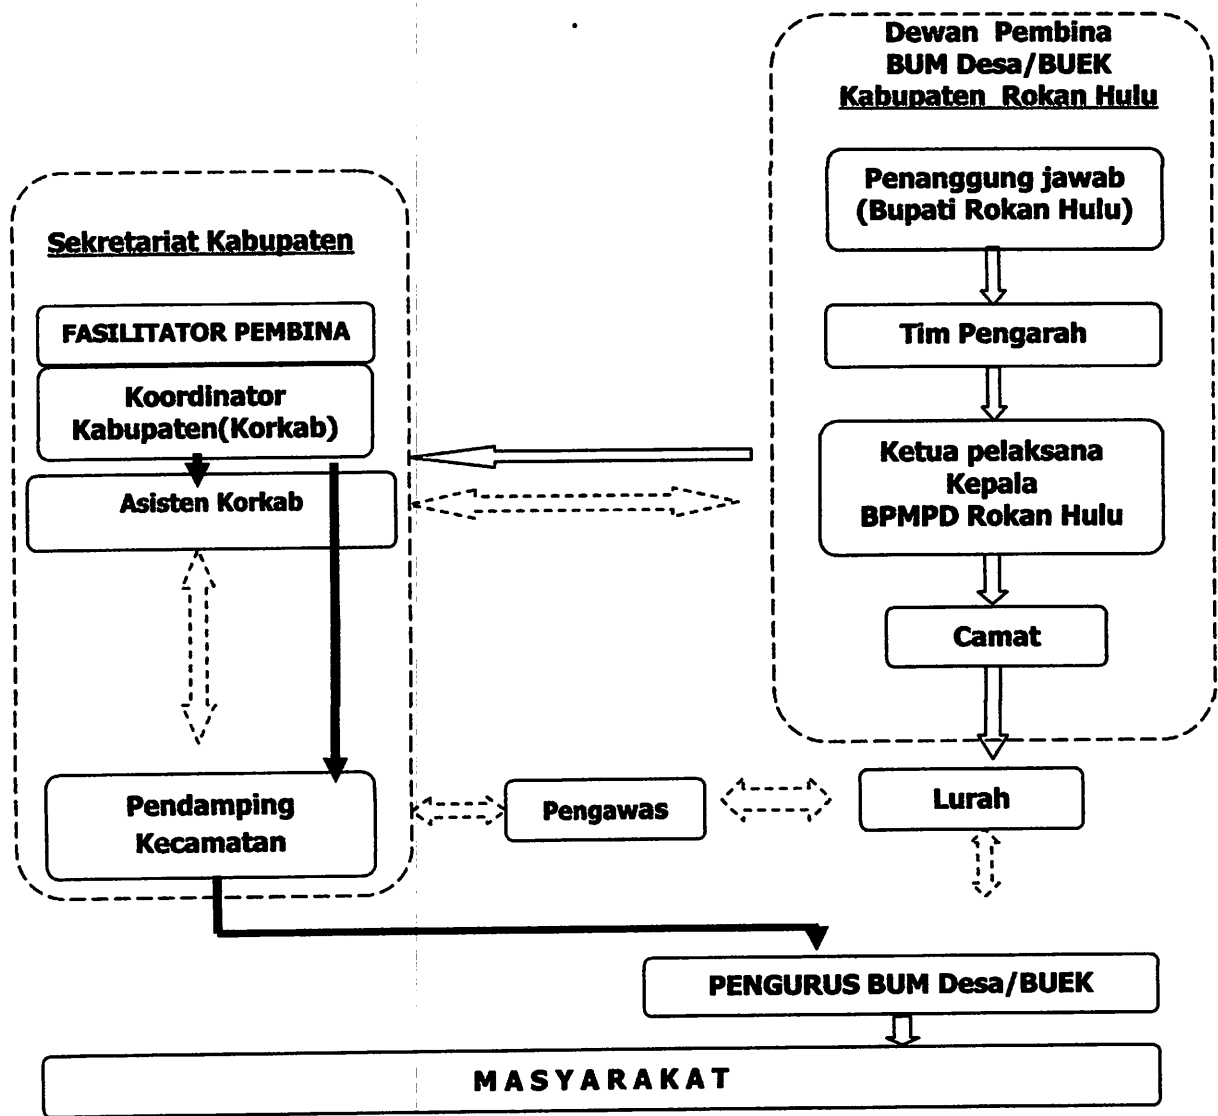 Dewan Pembina
BUM Desa/BUEK
Kabupaten Rokan Hulu
Penanggung jawab
(Bupati Rokan Hulu)
Tim Pengarah
Ketua pelaksana
Kepala
BPMPD Rokan Hulu
Camat
Lurah
Sekretariat Kabupaten
FASILITATOR PEMBINA
Koordinator
Kabupaten(Korkab)
Asisten Korkab
Pendamping
Kecamatan
Pengawas
PENGURUS BUM Desa/BUEK
MASYARAKAT